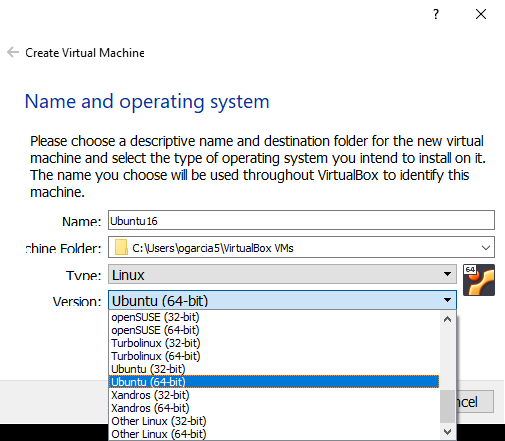 ?
Create Virtual Machine
Name and operating system
Please choose a descriptive name and destination folder for the new virtual
machine and select the type of operating system you intend to install on it.
The name you choose will be used throughout VirtualBox to identify this
machine.
Name: Ubuntu16
chine Folder: C:\Users\ogarcia5\VirtualBox VMs
Type: Linux
64
Version: Ubuntu (64-bit)
openSUSE (32-bit)
openSUSE (64-bit)
Turbolinux (32-bit)
Turbolinux (64-bit)
Ubuntu (32-bit)
Ubuntu (64-bit)
Xandros (32-bit)
Xandros (64-bit)
ncel
Other Linux (32-bit)
Other Linux (64-bit)